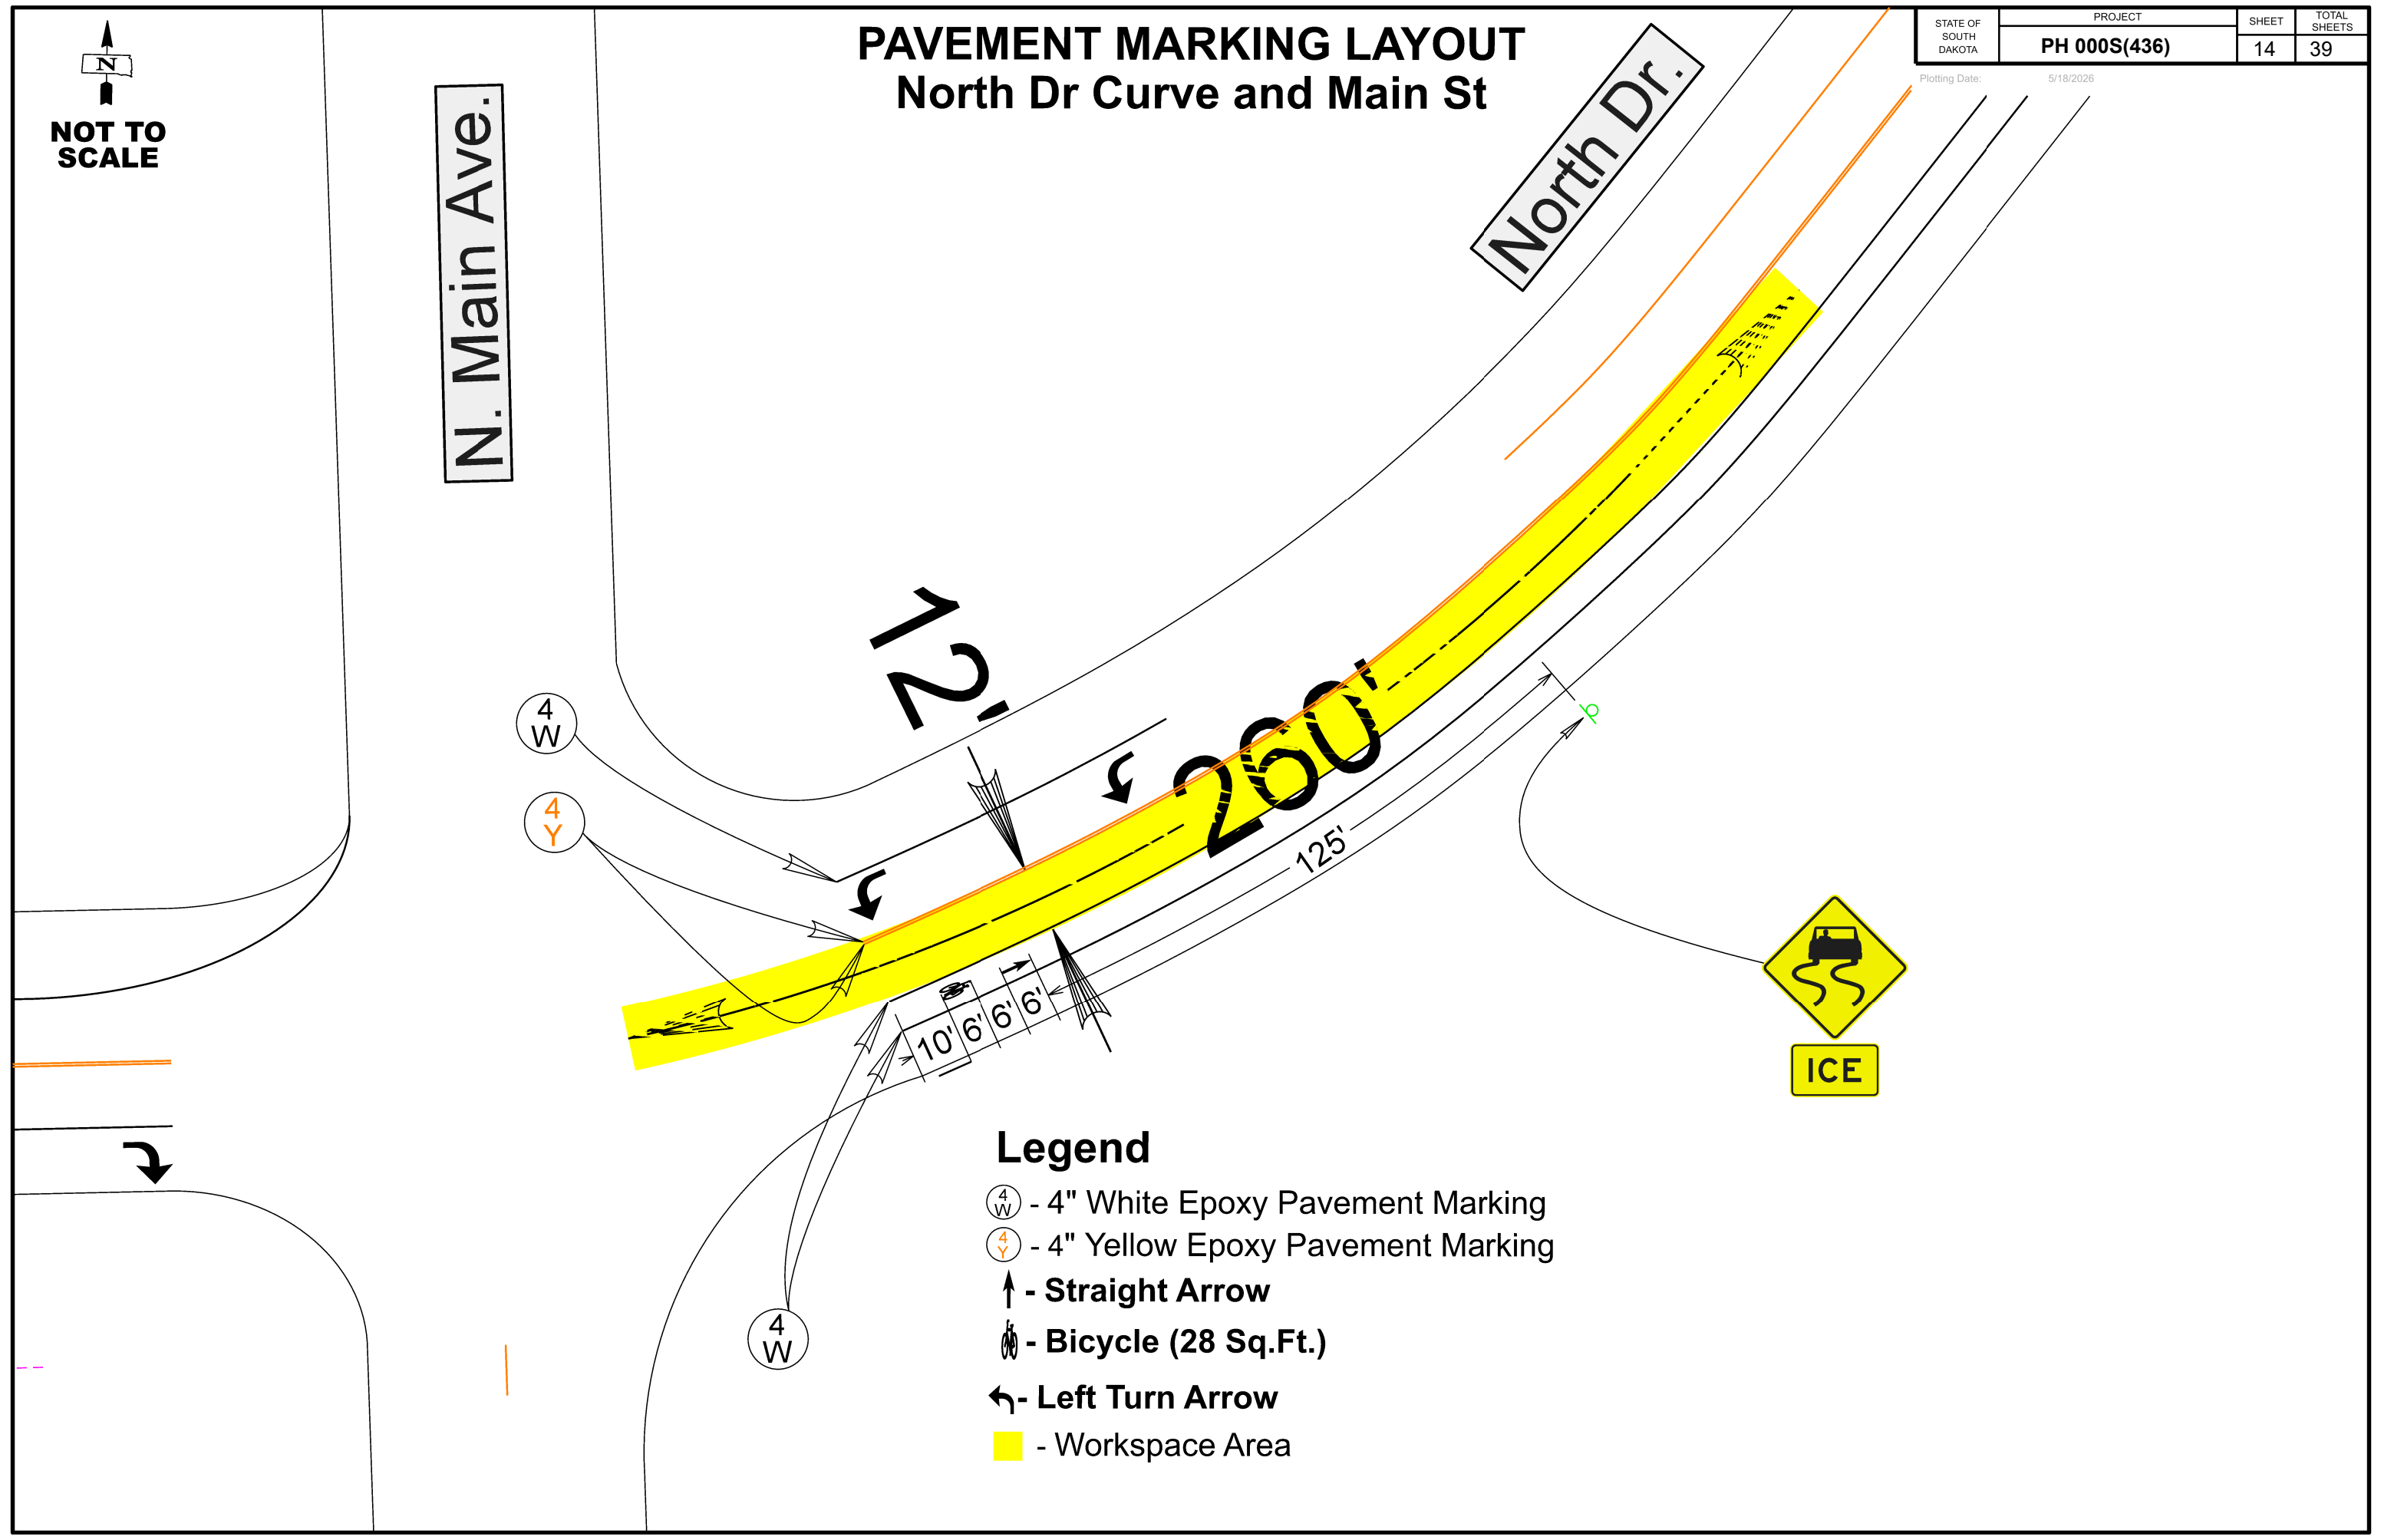 PAVEMENT MARKING LAYOUT
North Dr Curve and Main St
STATE OF
SOUTH
DAKOTA
PROJECT
PH 000S(436)
SHEET
14
TOTAL
SHEETS
39
Plotting Date: 5/18/2026
N
NOT TO
SCALE
N. Main Ave.
North Dr.
12'
260'
4
W
4
Y
125'
10' 6' 6' 6'
ICE
4
W
Legend
4
W
- 4" White Epoxy Pavement Marking
4
Y
- 4" Yellow Epoxy Pavement Marking
- Straight Arrow
- Bicycle (28 Sq.Ft.)
- Left Turn Arrow
- Workspace Area